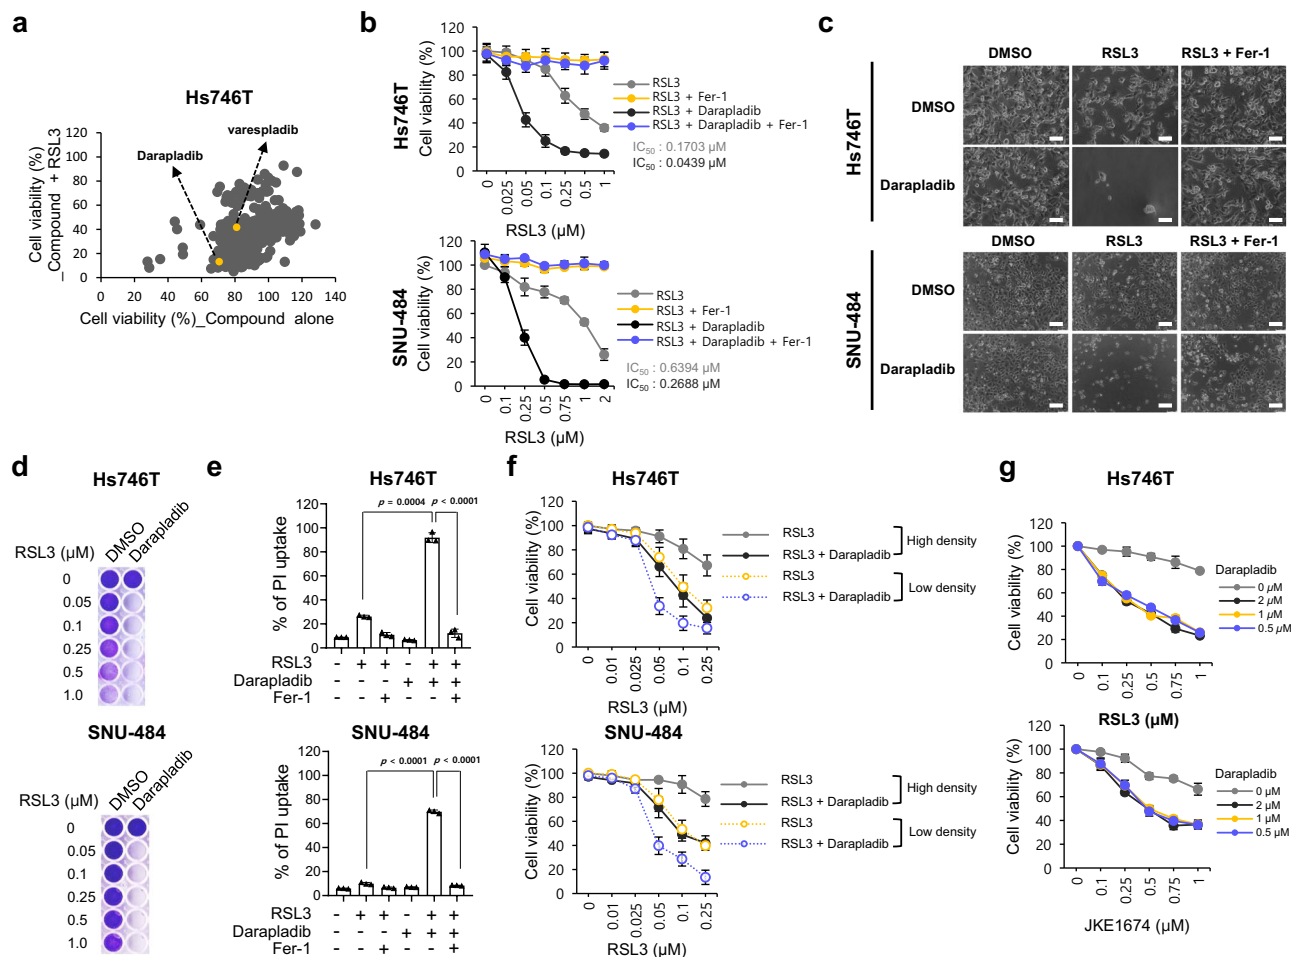 a
Hs746T
varespladib
Darapladib
Cell viability (%)
_Compound + RSL3
120
100
80
60
40
20
0
0 20 40 60 80 100 120 140
Cell viability (%)_Compound alone
b
Hs746T
Cell viability (%)
120
100
80
60
40
20
0
RSL3
RSL3 + Fer-1
RSL3 + Darapladib
RSL3 + Darapladib + Fer-1
IC50 : 0.1703 µM
IC50 : 0.0439 µM
0 0.025 0.05 0.1 0.25 0.5 1
RSL3 (µM)
SNU-484
Cell viability (%)
120
100
80
60
40
20
0
RSL3
RSL3 + Fer-1
RSL3 + Darapladib
RSL3 + Darapladib + Fer-1
IC50 : 0.6394 µM
IC50 : 0.2688 µM
0 0.1 0.25 0.5 0.75 1 2
RSL3 (µM)
c
DMSO RSL3 RSL3 + Fer-1
Hs746T
DMSO
Darapladib
DMSO RSL3 RSL3 + Fer-1
SNU-484
DMSO
Darapladib
d
Hs746T
RSL3 (µM) DMSO Darapladib
0
0.05
0.1
0.25
0.5
1.0
SNU-484
RSL3 (µM) DMSO Darapladib
0
0.05
0.1
0.25
0.5
1.0
e
Hs746T
p = 0.0004 p < 0.0001
% of PI uptake
120
100
80
60
40
20
0
RSL3 - + + - + +
Darapladib - - - + + +
Fer-1 - - + - - +
SNU-484
p < 0.0001 p < 0.0001
% of PI uptake
120
100
80
60
40
20
0
RSL3 - + + - + +
Darapladib - - - + + +
Fer-1 - - + - - +
f
Hs746T
Cell viability (%)
120
100
80
60
40
20
0
RSL3
RSL3 + Darapladib
High density
RSL3
RSL3 + Darapladib
Low density
0 0.01 0.025 0.05 0.1 0.25
RSL3 (µM)
SNU-484
Cell viability (%)
120
100
80
60
40
20
0
RSL3
RSL3 + Darapladib
High density
RSL3
RSL3 + Darapladib
Low density
0 0.01 0.025 0.05 0.1 0.25
RSL3 (µM)
g
Hs746T
Cell viability (%)
120
100
80
60
40
20
0
Darapladib
0 µM
2 µM
1 µM
0.5 µM
0 0.1 0.25 0.5 0.75 1
RSL3 (µM)
Cell viability (%)
120
100
80
60
40
20
0
Darapladib
0 µM
2 µM
1 µM
0.5 µM
0 0.1 0.25 0.5 0.75 1
JKE1674 (µM)